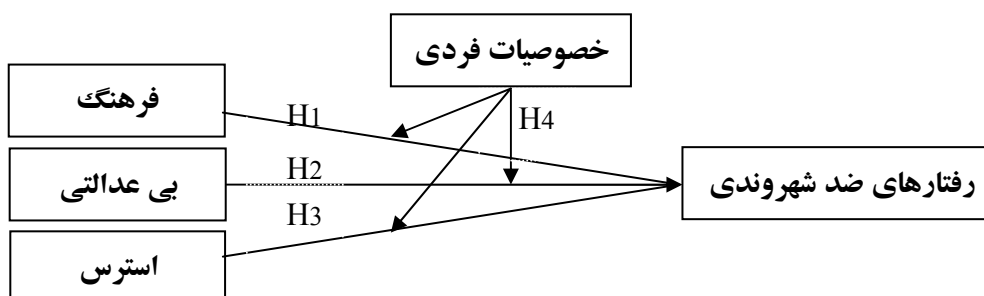 خصوصیات فردی
فرهنگ
H1
H4
بی عدالتی
H2
رفتارهای ضد شهروندی
H3
استرس